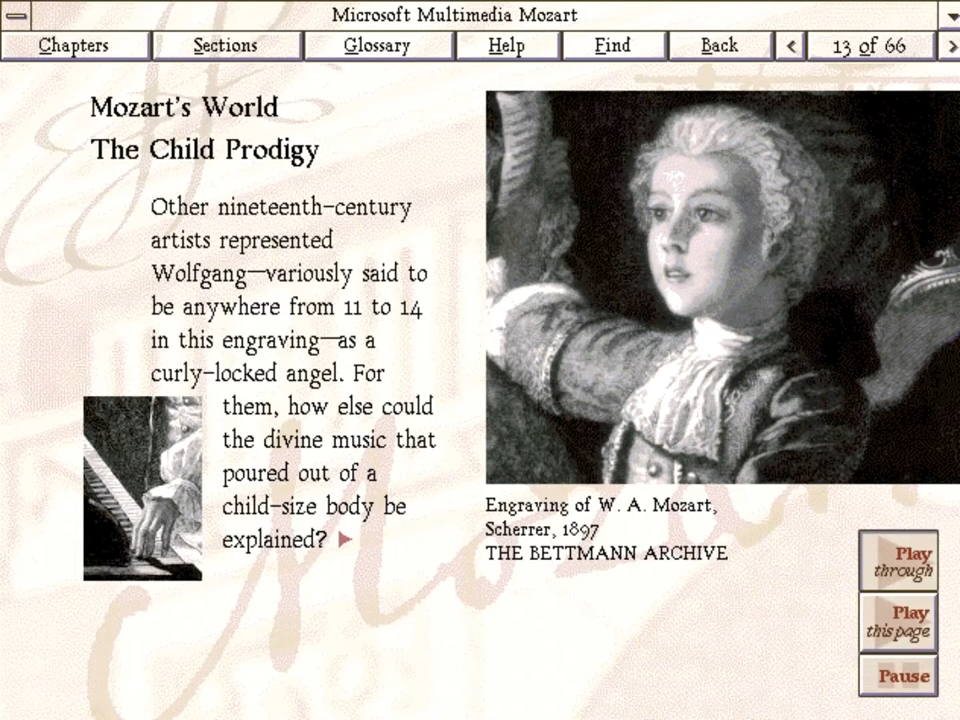 Microsoft Multimedia Mozart
Chapters Sections Glossary Help Find Back < 13 of 66 >
Mozart's World
The Child Prodigy
Other nineteenth-century
artists represented
Wolfgang—variously said to
be anywhere from 11 to 14
in this engraving—as a
curly-locked angel. For
them, how else could
the divine music that
poured out of a
child-size body be
explained?
Engraving of W. A. Mozart,
Scherrer, 1897
THE BETTMANN ARCHIVE
Play
through
Play
this page
Pause
Mozart